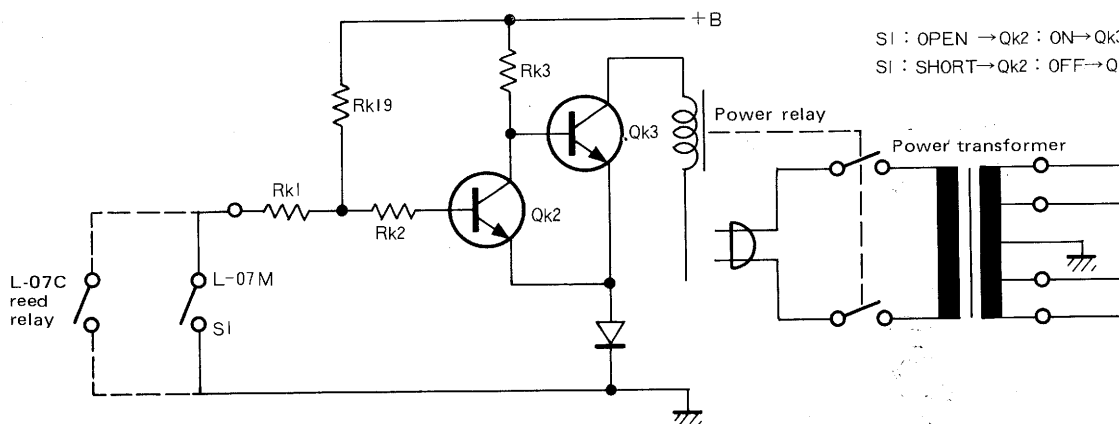 +B
SI : OPEN → Qk2 : ON → Qk3
SI : SHORT → Qk2 : OFF → Q
Rk3
Rk19
Qk3
Power relay
Power transformer
Rk1
Rk2
Qk2
L-07C
reed
relay
L-07M
SI